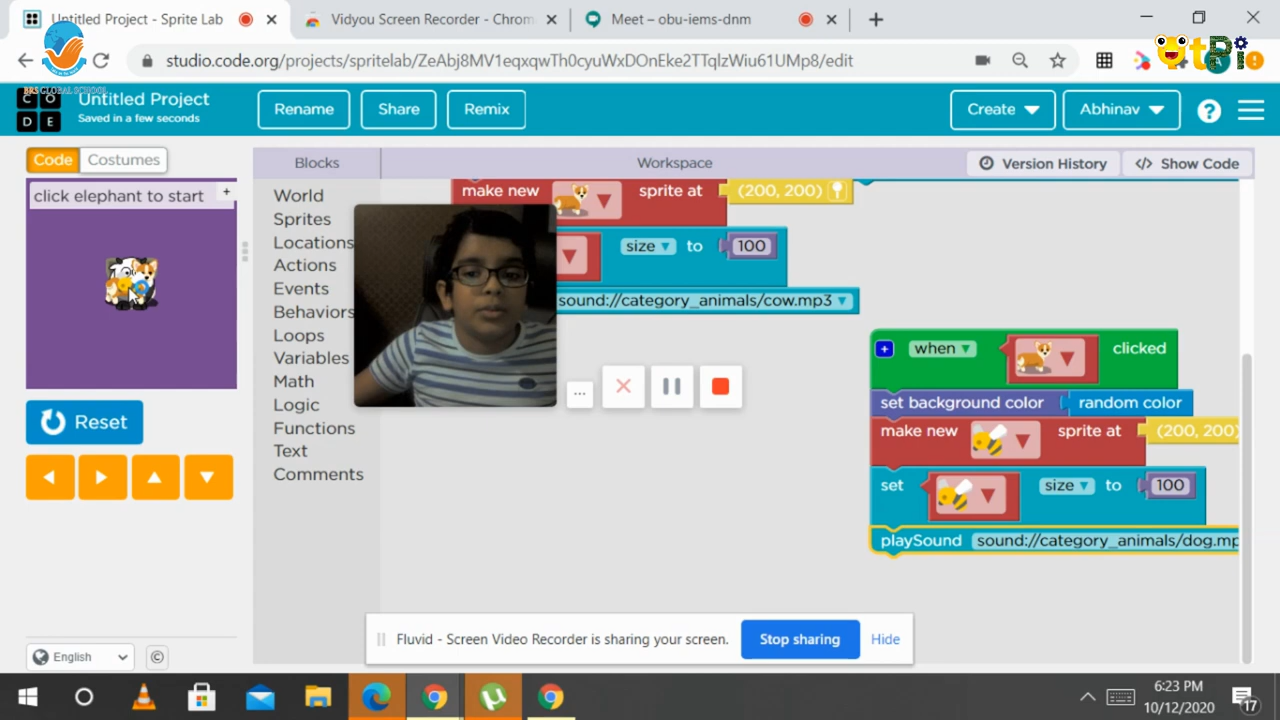 Untitled Project - Sprite Lab
Vidyou Screen Recorder - Chrom
Meet – obu-iems-dnm
studio.code.org/projects/spritelab/ZeAbj8MV1eqxqwTh0cyuWxDOnEke2TTqlzWiu61UMp8/edit
BRS GLOBAL SCHOOL
C O D E
Untitled Project
Saved in a few seconds
Rename
Share
Remix
Create
Abhinav
?
Code
Costumes
Blocks
Workspace
Version History
</> Show Code
click elephant to start
+
World
Sprites
Locations
Actions
Events
Behaviors
Loops
Variables
Math
Logic
Functions
Text
Comments
make new sprite at (200, 200)
size to 100
sound://category_animals/cow.mp3
when clicked
set background color random color
make new sprite at (200, 200)
set size to 100
playSound sound://category_animals/dog.mp
Reset
...
Fluvid - Screen Video Recorder is sharing your screen.
Stop sharing
Hide
English
©
6:23 PM
10/12/2020
17